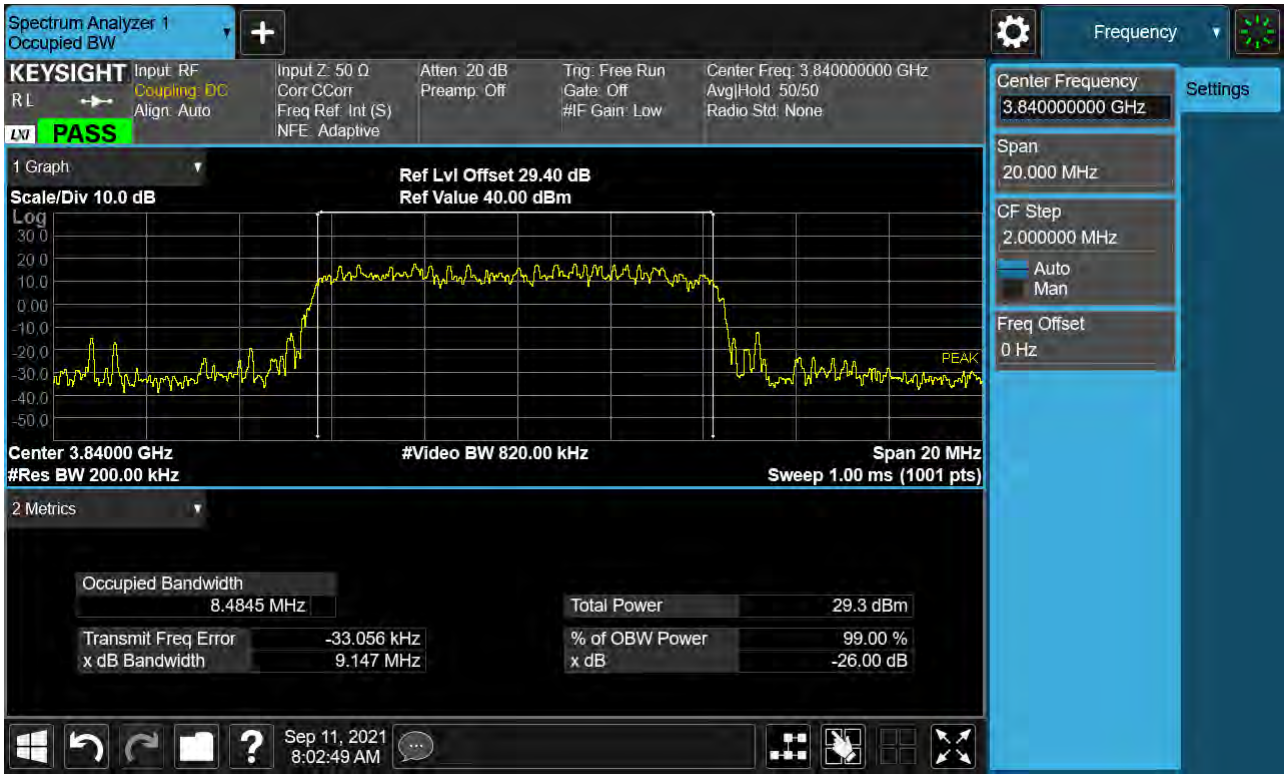 Spectrum Analyzer 1
Occupied BW
+
Frequency
KEYSIGHT
RL
LXI PASS
Input: RF
Coupling: DC
Align: Auto
Input Z: 50 Ω
Corr CCorr
Freq Ref: Int (S)
NFE: Adaptive
Atten: 20 dB
Preamp: Off
Trig: Free Run
Gate: Off
#IF Gain: Low
Center Freq: 3.840000000 GHz
Avg|Hold: 50/50
Radio Std: None
Center Frequency
3.840000000 GHz
Settings
Span
20.000 MHz
CF Step
2.000000 MHz
Auto
Man
Freq Offset
0 Hz
1 Graph
Scale/Div 10.0 dB
Ref Lvl Offset 29.40 dB
Ref Value 40.00 dBm
Log
30.0
20.0
10.0
0.00
-10.0
-20.0
-30.0
-40.0
-50.0
PEAK
Center 3.84000 GHz
#Video BW 820.00 kHz
Span 20 MHz
#Res BW 200.00 kHz
Sweep 1.00 ms (1001 pts)
2 Metrics
Occupied Bandwidth
8.4845 MHz
Total Power 29.3 dBm
Transmit Freq Error -33.056 kHz
% of OBW Power 99.00 %
x dB Bandwidth 9.147 MHz
x dB -26.00 dB
?
Sep 11, 2021
8:02:49 AM